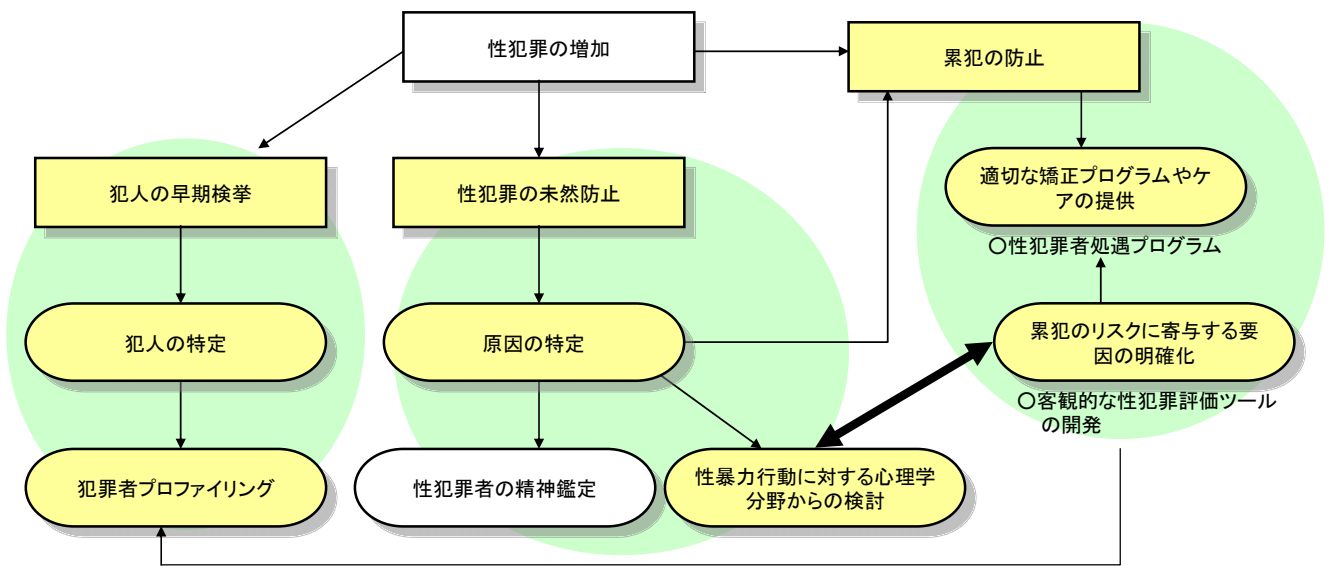 性犯罪の増加
累犯の防止
犯人の早期検挙
性犯罪の未然防止
適切な矯正プログラムやケ
アの提供
○性犯罪者処遇プログラム
犯人の特定
原因の特定
累犯のリスクに寄与する要
因の明確化
○客観的な性犯罪評価ツール
の開発
犯罪者プロファイリング
性犯罪者の精神鑑定
性暴力行動に対する心理学
分野からの検討